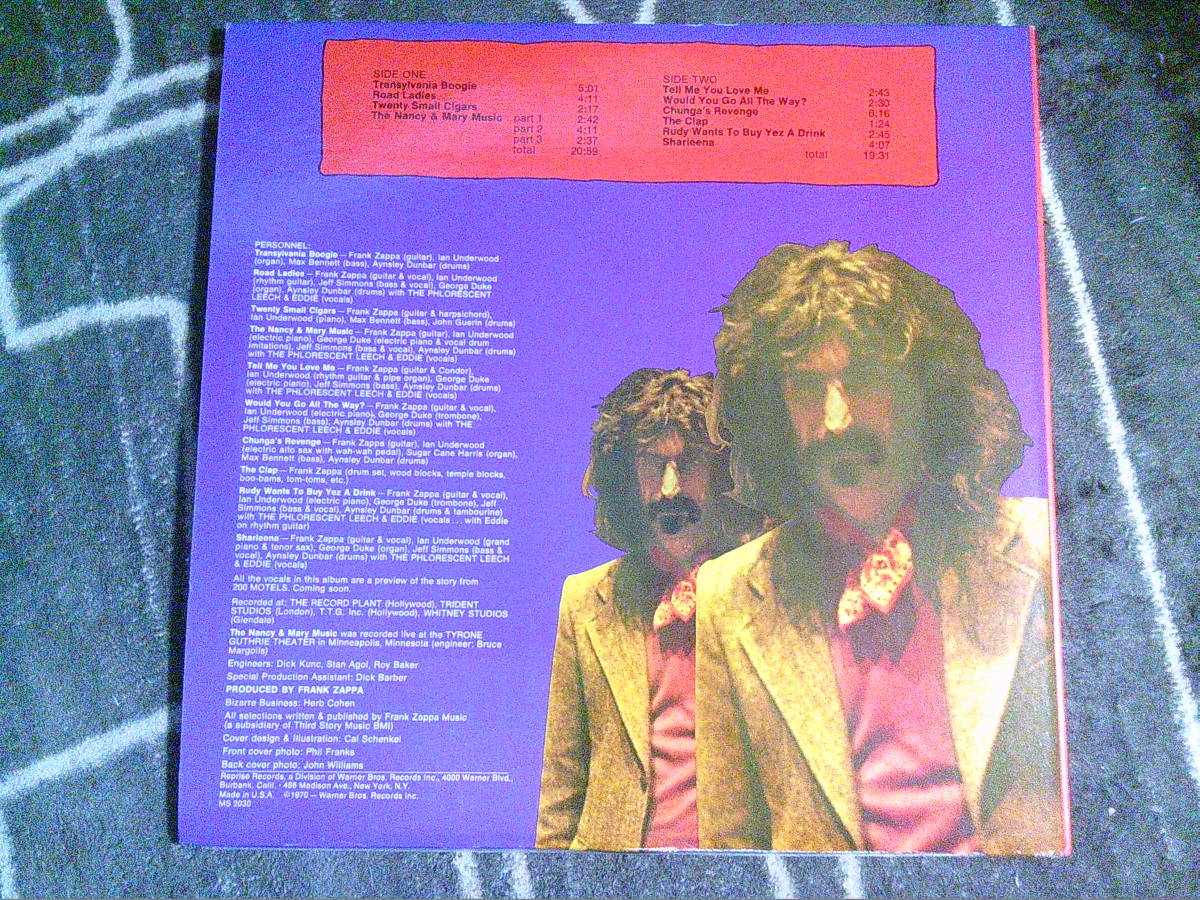 SIDE ONE
Transylvania Boogie 5:01
Road Ladies 4:11
Twenty Small Cigars 2:17
The Nancy & Mary Music part 1 2:42
part 2 4:11
part 3 2:37
total 20:59
SIDE TWO
Tell Me You Love Me 2:43
Would You Go All The Way? 2:30
Chunga's Revenge 6:16
The Clap 1:24
Rudy Wants To Buy Yez A Drink 2:45
Sharleena 4:07
total 19:31
PERSONNEL:
Transylvania Boogie — Frank Zappa (guitar), Ian Underwood
(organ), Max Bennett (bass), Aynsley Dunbar (drums)
Road Ladies — Frank Zappa (guitar & vocal), Ian Underwood
(rhythm guitar), Jeff Simmons (bass & vocal), George Duke
(organ), Aynsley Dunbar (drums) with THE PHLORESCENT
LEECH & EDDIE (vocals)
Twenty Small Cigars — Frank Zappa (guitar & harpsichord),
Ian Underwood (piano), Max Bennett (bass), John Guerin (drums)
The Nancy & Mary Music — Frank Zappa (guitar), Ian Underwood
(electric piano), George Duke (electric piano & vocal drum
imitations), Jeff Simmons (bass & vocal), Aynsley Dunbar (drums)
with THE PHLORESCENT LEECH & EDDIE (vocals)
Tell Me You Love Me — Frank Zappa (guitar & Condor),
Ian Underwood (rhythm guitar & pipe organ), George Duke
(electric piano), Jeff Simmons (bass), Aynsley Dunbar (drums)
with THE PHLORESCENT LEECH & EDDIE (vocals)
Would You Go All The Way? — Frank Zappa (guitar & vocal),
Ian Underwood (electric piano), George Duke (trombone),
Jeff Simmons (bass), Aynsley Dunbar (drums) with THE
PHLORESCENT LEECH & EDDIE (vocals)
Chunga's Revenge — Frank Zappa (guitar), Ian Underwood
(electric alto sax with wah-wah pedal), Sugar Cane Harris (organ),
Max Bennett (bass), Aynsley Dunbar (drums)
The Clap — Frank Zappa (drum set, wood blocks, temple blocks,
boo-bams, tom-toms, etc.)
Rudy Wants To Buy Yez A Drink — Frank Zappa (guitar & vocal),
Ian Underwood (electric piano), George Duke (trombone), Jeff
Simmons (bass & vocal), Aynsley Dunbar (drums & tambourine)
with THE PHLORESCENT LEECH & EDDIE (vocals ... with Eddie
on rhythm guitar)
Sharleena — Frank Zappa (guitar & vocal), Ian Underwood (grand
piano & tenor sax), George Duke (organ), Jeff Simmons (bass &
vocal), Aynsley Dunbar (drums) with THE PHLORESCENT LEECH
& EDDIE (vocals)
All the vocals in this album are a preview of the story from
200 MOTELS. Coming soon.
Recorded at: THE RECORD PLANT (Hollywood), TRIDENT
STUDIOS (London), T.T.G. Inc. (Hollywood), WHITNEY STUDIOS
(Glendale)
The Nancy & Mary Music was recorded live at the TYRONE
GUTHRIE THEATER in Minneapolis, Minnesota (engineer: Bruce
Margolis)
Engineers: Dick Kunc, Stan Agol, Roy Baker
Special Production Assistant: Dick Barber
PRODUCED BY FRANK ZAPPA
Bizarre Business: Herb Cohen
All selections written & published by Frank Zappa Music
(a subsidiary of Third Story Music BMI)
Cover design & Illustration: Cal Schenkel
Front cover photo: Phil Franks
Back cover photo: John Williams
Reprise Records, a Division of Warner Bros. Records Inc., 4000 Warner Blvd.,
Burbank, Calif. · 488 Madison Ave., New York, N.Y.
Made in U.S.A. ©1970 — Warner Bros. Records Inc.
MS 2030